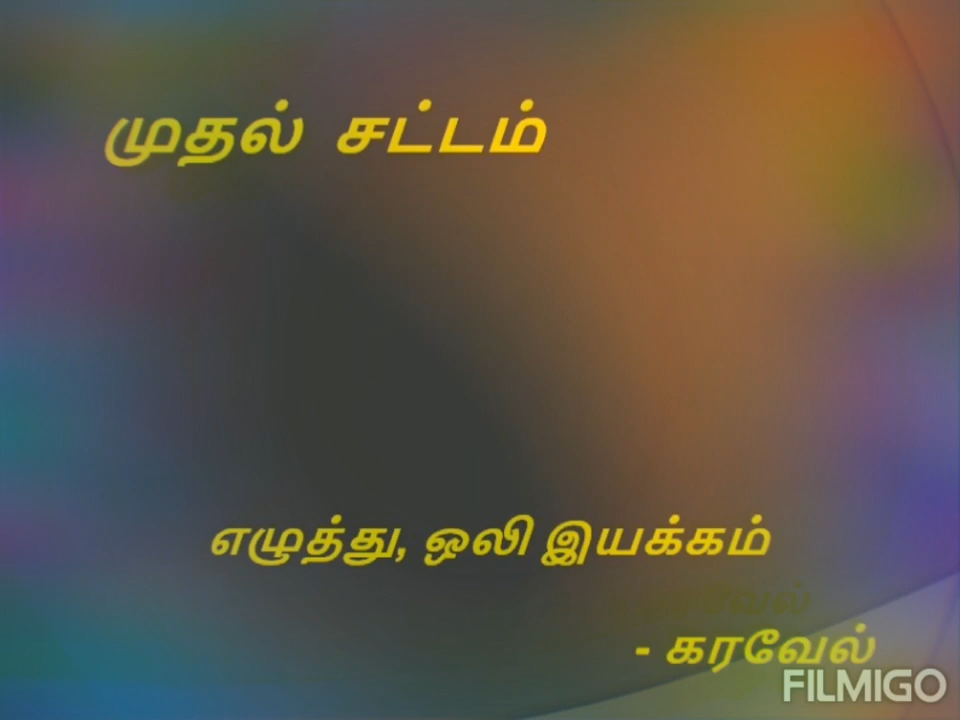 முதல் சட்டம்
எழுத்து, ஒலி இயக்கம்
- கரவேல்
FILMIGO